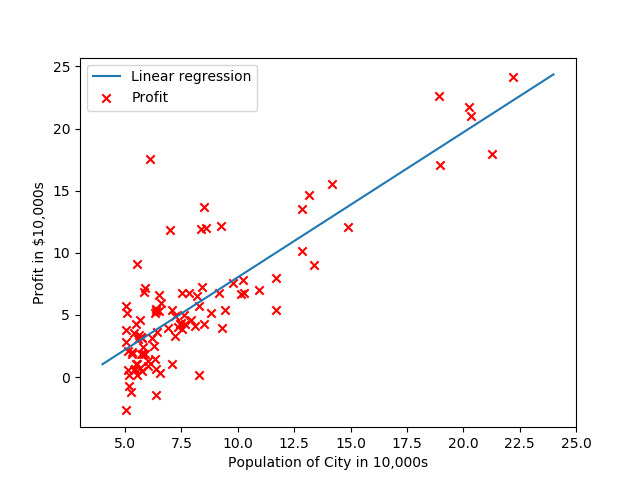 Linear regression
Profit
Profit in $10,000s
25
20
15
10
5
0
5.0 7.5 10.0 12.5 15.0 17.5 20.0 22.5 25.0
Population of City in 10,000s